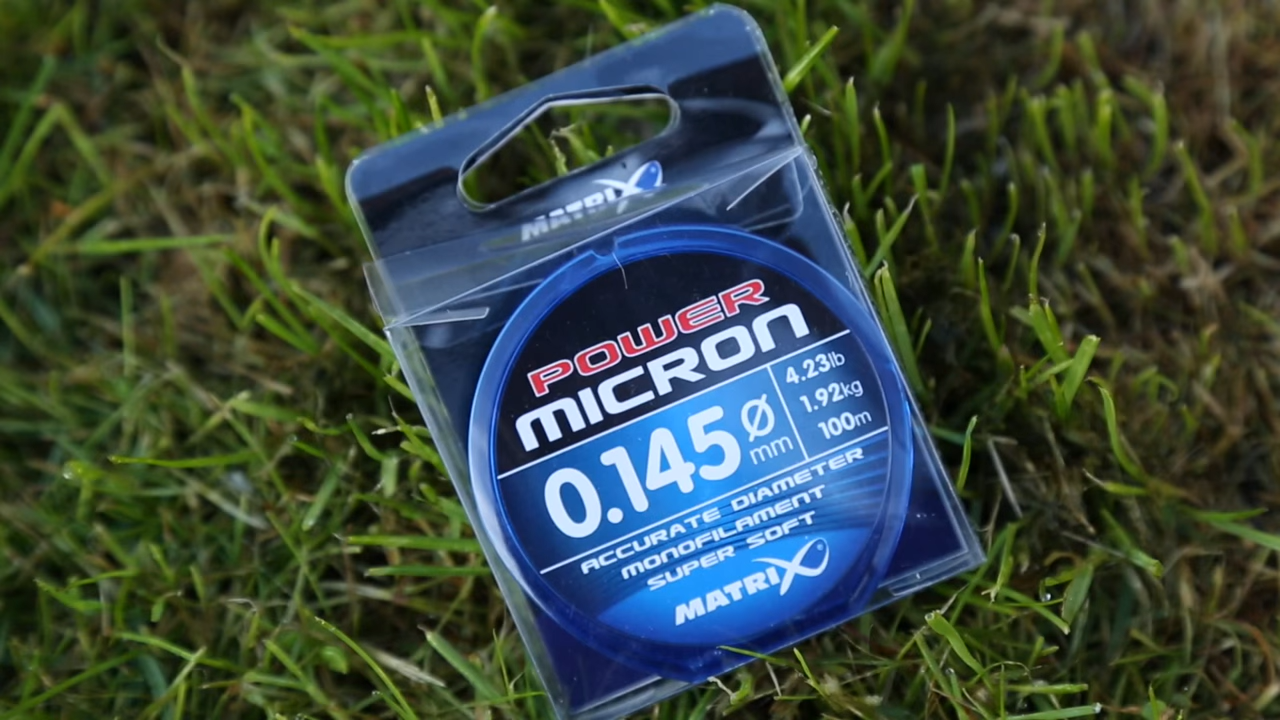 MATRIX
POWER
MICRON
0.145 Ø mm
4.23lb
1.92kg
100m
ACCURATE DIAMETER
MONOFILAMENT
SUPER SOFT
MATRIX